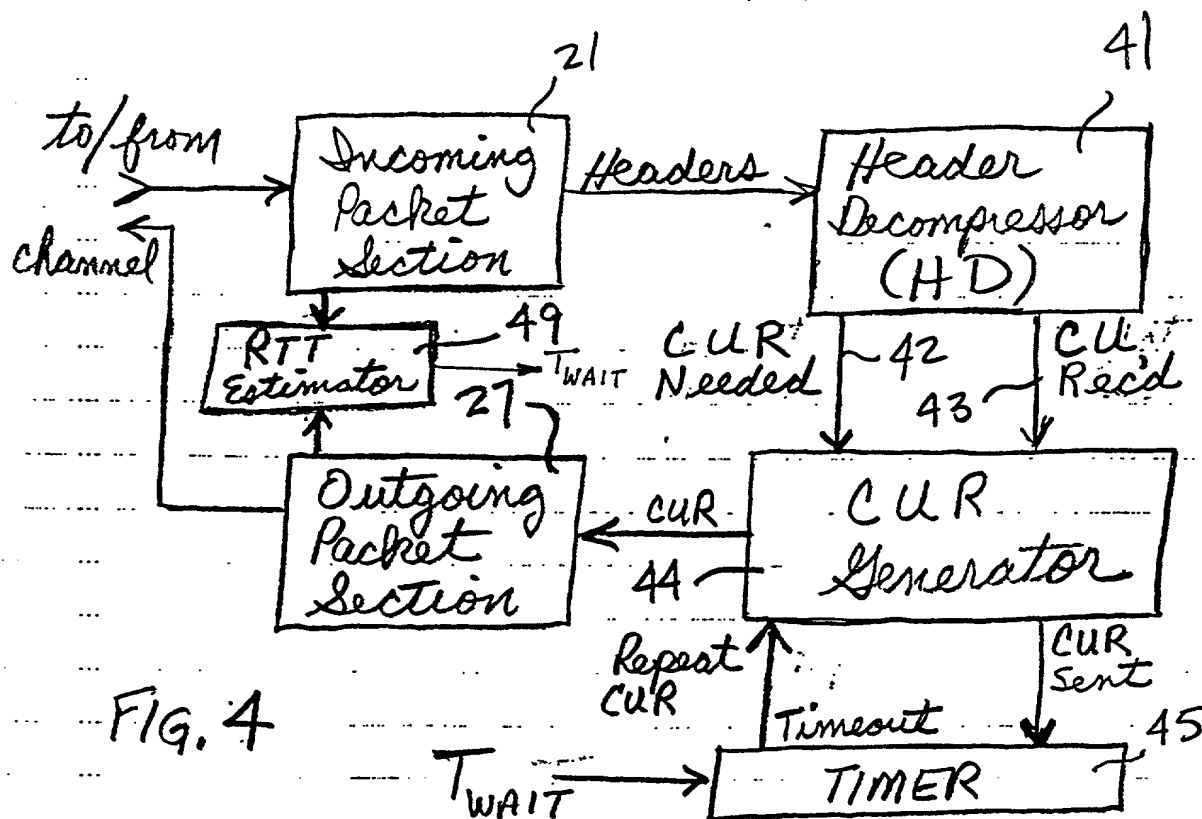 21
41
to/from
channel
Incoming
Packet
Section
Headers
Header
Decompressor
(HD)
RTT
Estimator
49
TWAIT
27
CUR
Needed
42
CU
Rec'd
43
Outgoing
Packet
Section
CUR
CUR
Generator
44
Repeat
CUR
Timeout
CUR
Sent
45
FIG. 4
TWAIT
TIMER